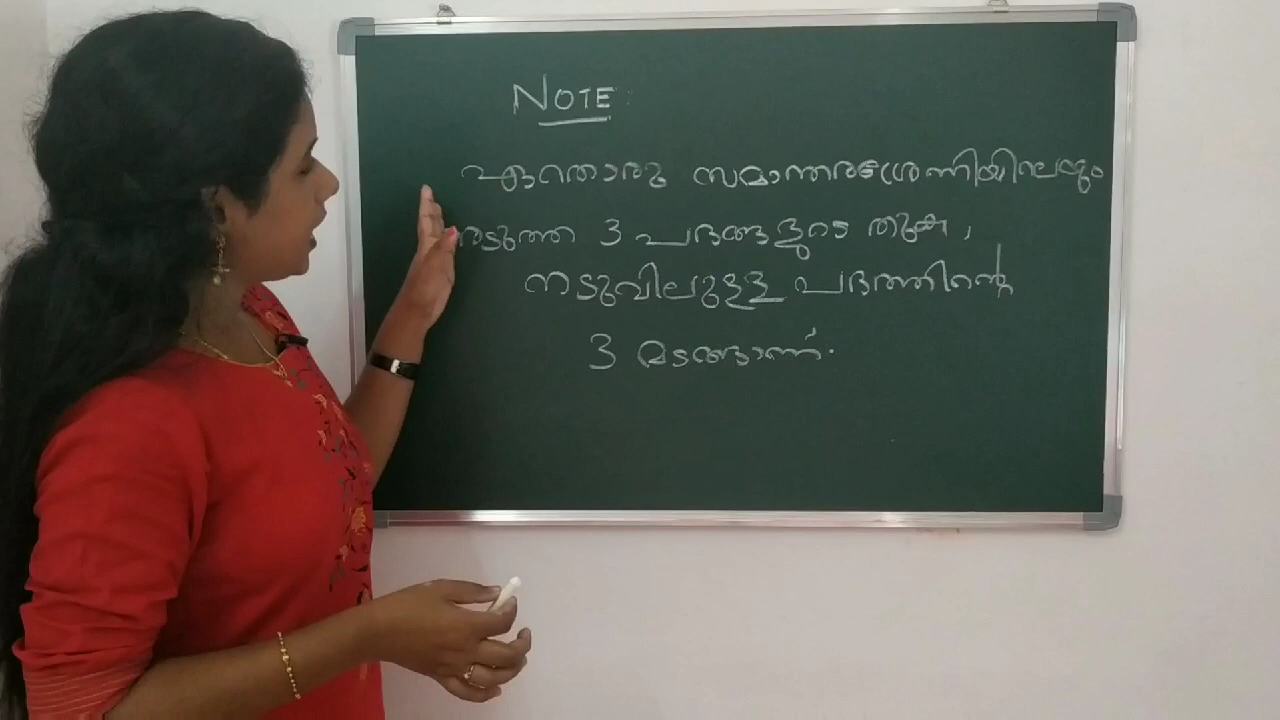 NOTE:
ഏതൊരു സമാന്തരശ്രേണിയിലെയും
അടുത്ത 3 പദങ്ങളുടെ തുക,
നടുവിലുള്ള പദത്തിന്റെ
3 മടങ്ങാണ്.